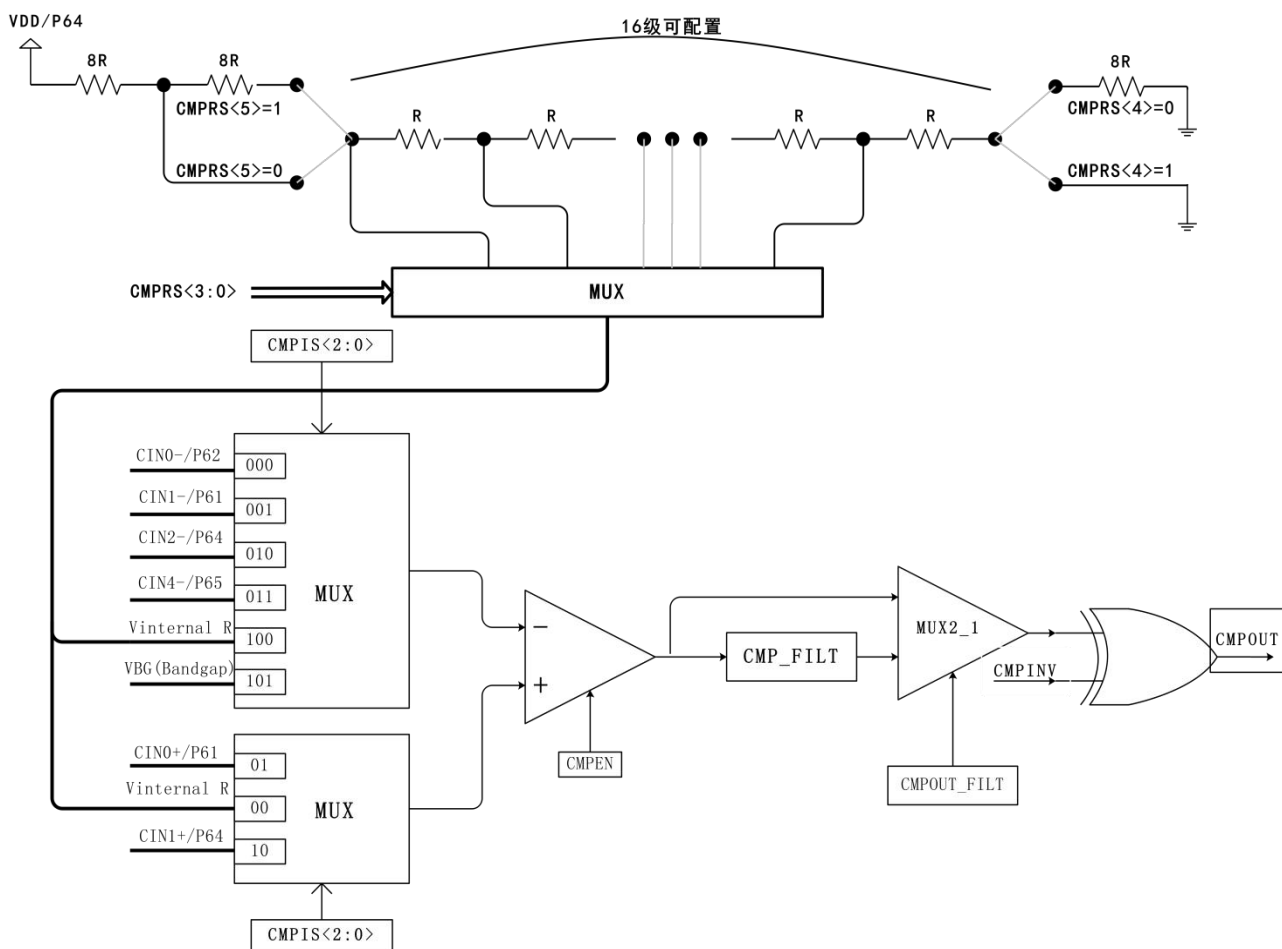 VDD/P64
16级可配置
8R
8R
8R
CMPRS<5>=1
CMPRS<4>=0
R
R
R
R
CMPRS<5>=0
CMPRS<4>=1
CMPRS<3:0>
MUX
CMPIS<2:0>
CIN0-/P62
000
CIN1-/P61
001
CIN2-/P64
010
CIN4-/P65
011
MUX
Vinternal R
100
VBG(Bandgap)
101
−
+
CMPEN
CMP_FILT
MUX2_1
CMPOUT_FILT
CMPINV
CMPOUT
CIN0+/P61
01
Vinternal R
00
MUX
CIN1+/P64
10
CMPIS<2:0>